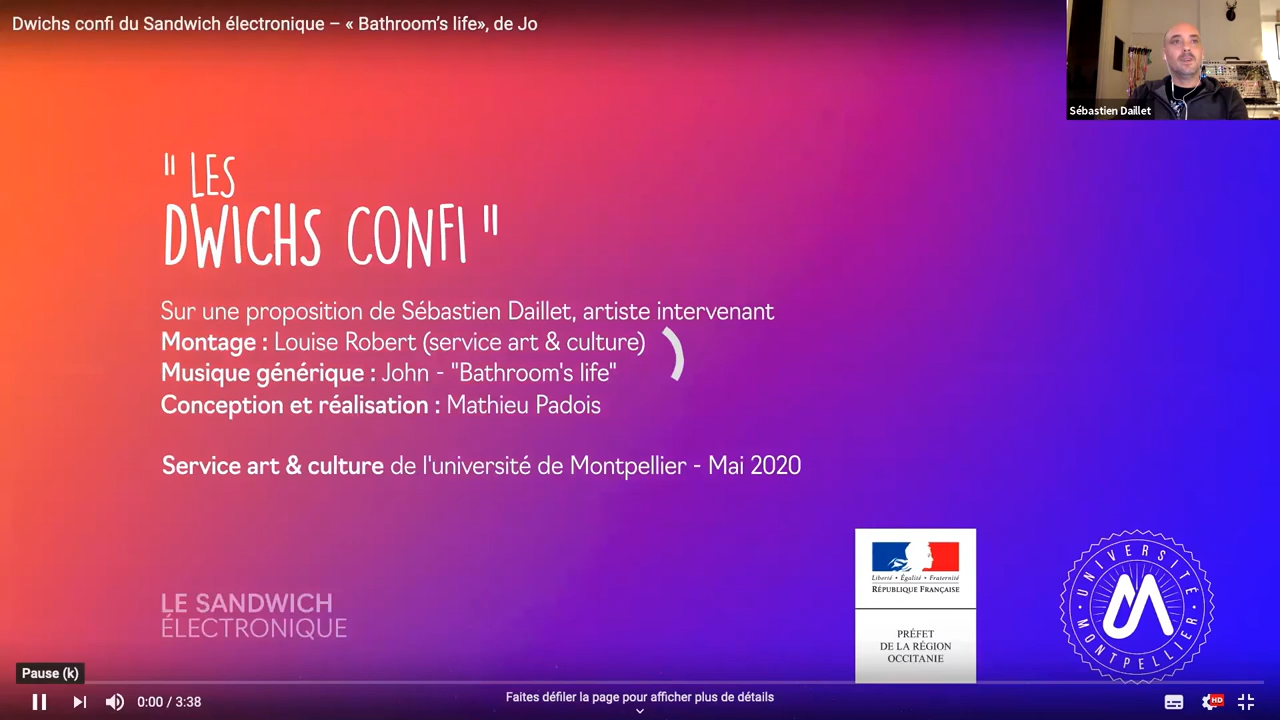 Dwichs confi du Sandwich électronique – « Bathroom's life», de Jo
Sébastien Daillet
" LES
DWICHS CONFI "
Sur une proposition de Sébastien Daillet, artiste intervenant
Montage : Louise Robert (service art & culture)
Musique générique : John - "Bathroom's life"
Conception et réalisation : Mathieu Padois
Service art & culture de l'université de Montpellier - Mai 2020
LE SANDWICH
ÉLECTRONIQUE
Liberté • Égalité • Fraternité
RÉPUBLIQUE FRANÇAISE
PRÉFET
DE LA RÉGION
OCCITANIE
UNIVERSITÉ
MONTPELLIER
Pause (k)
0:00 / 3:38
Faites défiler la page pour afficher plus de détails
HD